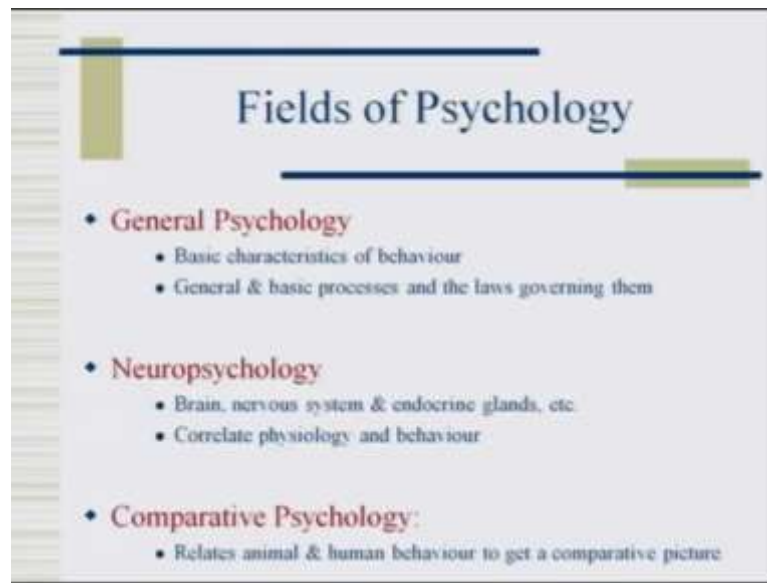 Fields of Psychology
General Psychology
Basic characteristics of behaviour
General & basic processes and the laws governing them
Neuropsychology
Brain, nervous system & endocrine glands, etc.
Correlate physiology and behaviour
Comparative Psychology:
Relates animal & human behaviour to get a comparative picture